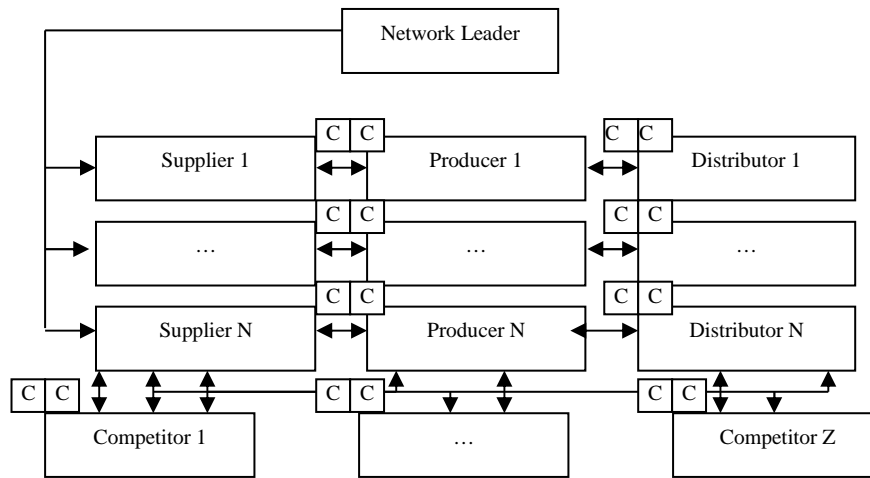 Network Leader
C C C C
Supplier 1 Producer 1 Distributor 1
C C C C
… … …
C C C C
Supplier N Producer N Distributor N
C C C C C C
Competitor 1 … Competitor Z